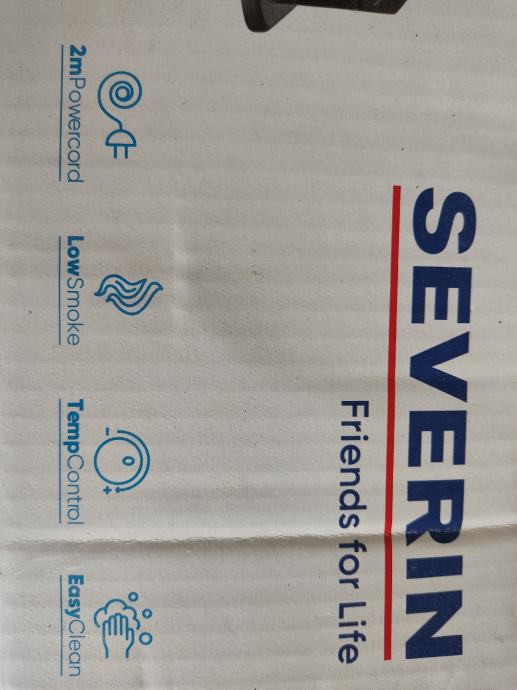 SEVERIN
Friends for Life
2mPowercord
LowSmoke
TempControl
EasyClean